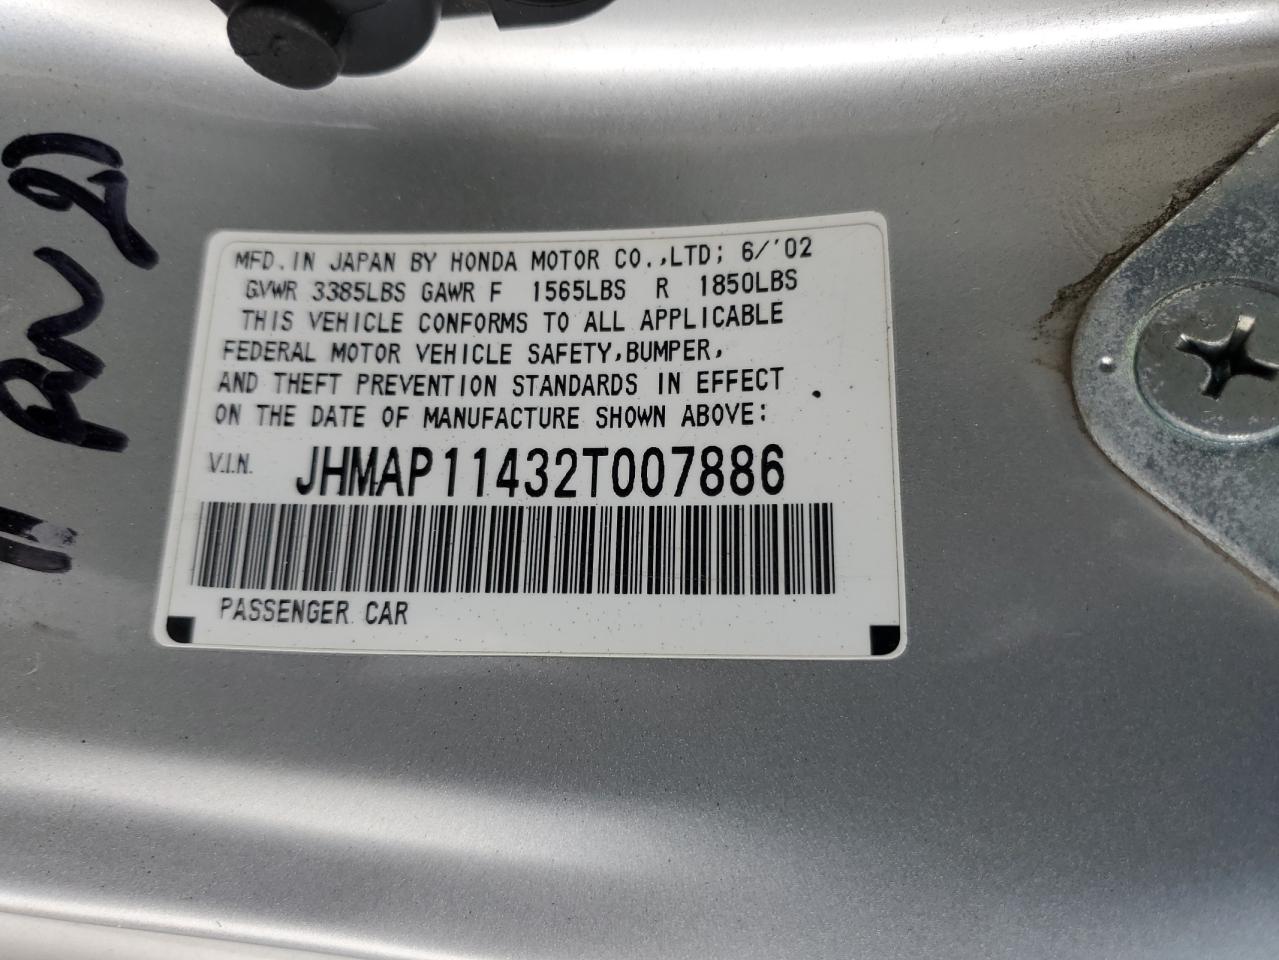 MFD. IN JAPAN BY HONDA MOTOR CO.,LTD; 6/'02
GVWR 3385LBS GAWR F 1565LBS R 1850LBS
THIS VEHICLE CONFORMS TO ALL APPLICABLE
FEDERAL MOTOR VEHICLE SAFETY,BUMPER,
AND THEFT PREVENTION STANDARDS IN EFFECT
ON THE DATE OF MANUFACTURE SHOWN ABOVE:
V.I.N. JHMAP11432T007886
PASSENGER CAR